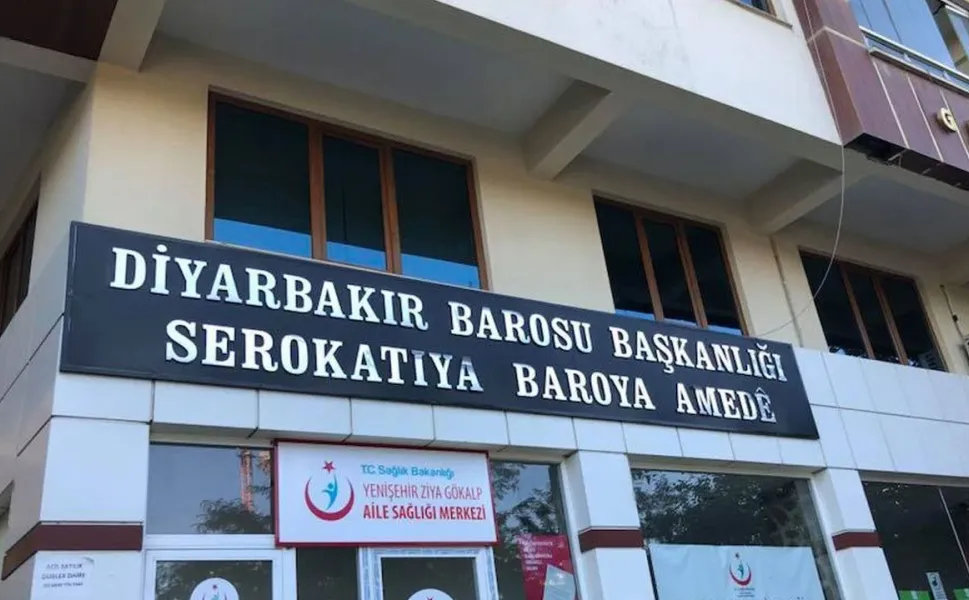 DİYARBAKIR BAROSU BAŞKANLIĞI
SEROKATIYA BAROYA AMEDÊ
T.C. Sağlık Bakanlığı
YENİŞEHİR ZİYA GÖKALP
AİLE SAĞLIĞI MERKEZİ
G